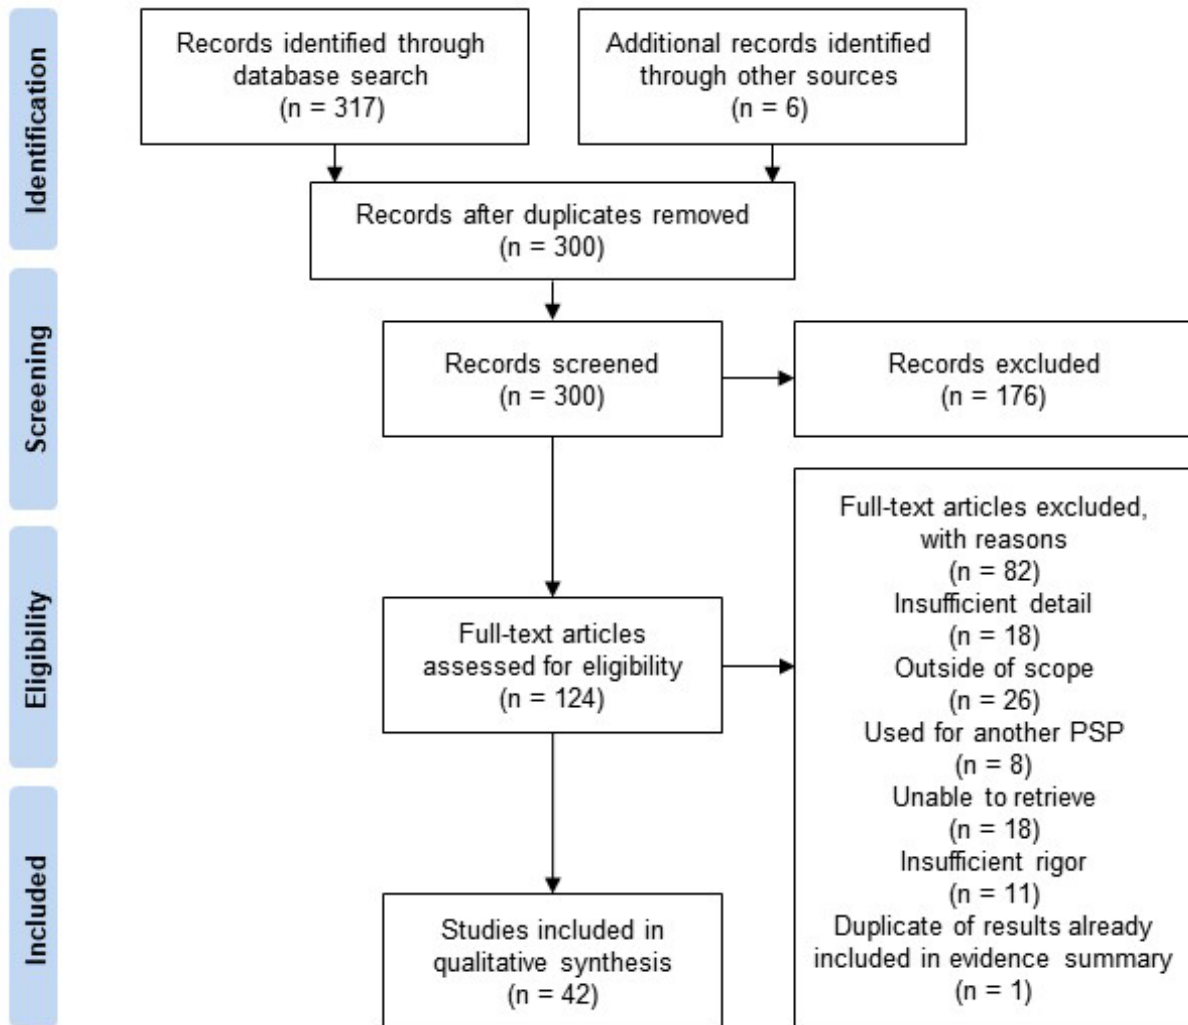 Identification
Records identified through
database search
(n = 317)
Additional records identified
through other sources
(n = 6)
Records after duplicates removed
(n = 300)
Screening
Records screened
(n = 300)
Records excluded
(n = 176)
Eligibility
Full-text articles
assessed for eligibility
(n = 124)
Full-text articles excluded,
with reasons
(n = 82)
Insufficient detail
(n = 18)
Outside of scope
(n = 26)
Used for another PSP
(n = 8)
Unable to retrieve
(n = 18)
Insufficient rigor
(n = 11)
Duplicate of results already
included in evidence summary
(n = 1)
Included
Studies included in
qualitative synthesis
(n = 42)